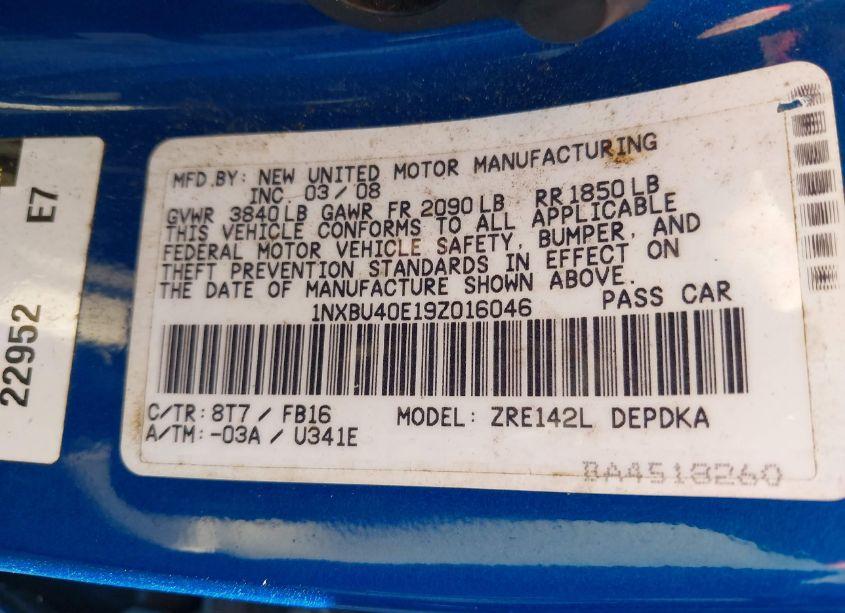 MFD.BY: NEW UNITED MOTOR MANUFACTURING
INC. 03 / 08
GVWR 3840 LB GAWR FR 2090 LB RR 1850 LB
THIS VEHICLE CONFORMS TO ALL APPLICABLE
FEDERAL MOTOR VEHICLE SAFETY, BUMPER, AND
THEFT PREVENTION STANDARDS IN EFFECT ON
THE DATE OF MANUFACTURE SHOWN ABOVE.
1NXBU40E19Z016046 PASS CAR
C/TR: 8T7 / FB16 MODEL: ZRE142L DEPDKA
A/TM: -03A / U341E
BA4518260
22952 E7